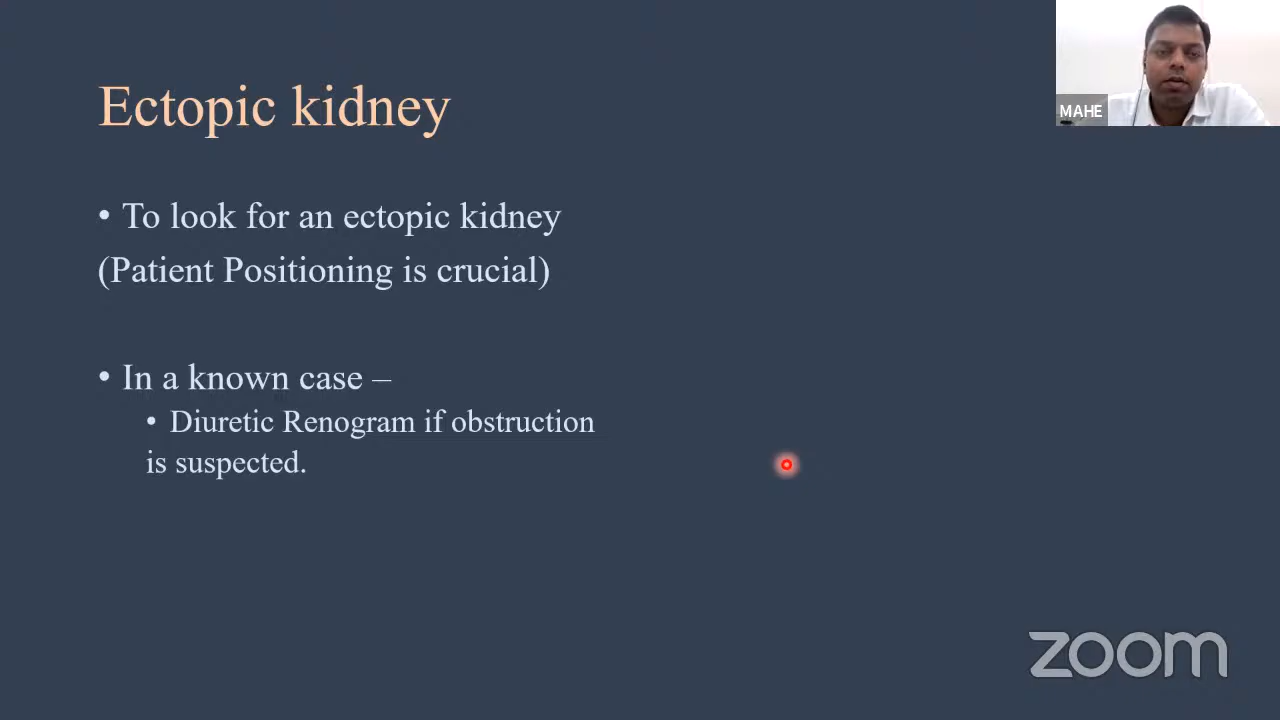 Ectopic kidney
MAHE
• To look for an ectopic kidney
(Patient Positioning is crucial)
• In a known case –
• Diuretic Renogram if obstruction
is suspected.
zoom